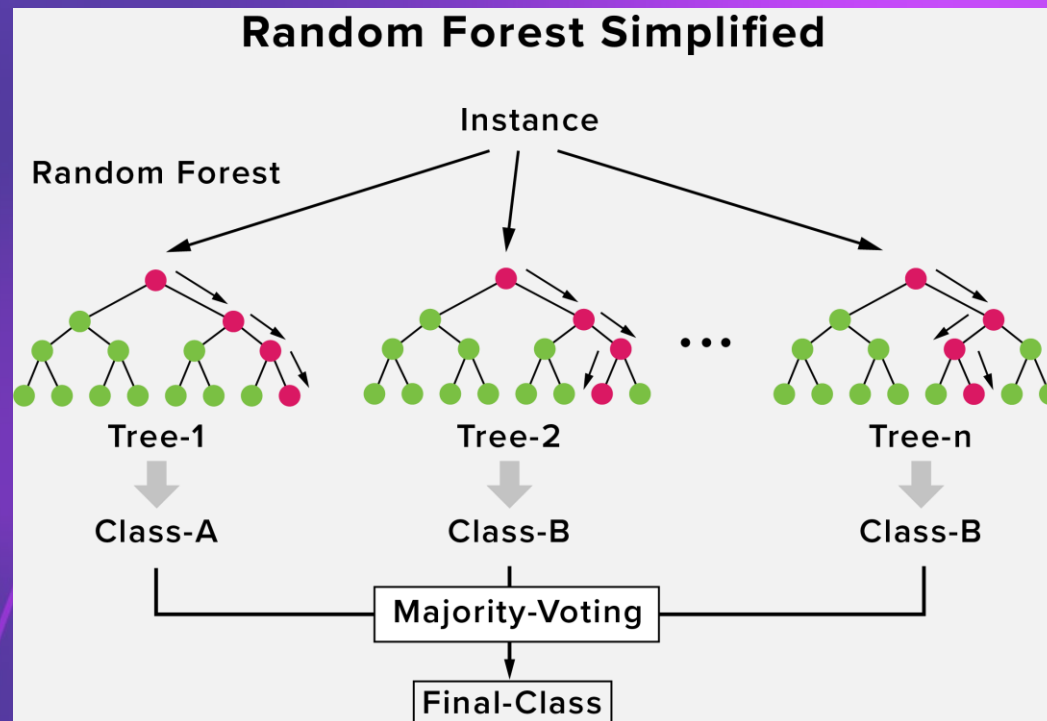 Random Forest Simplified
Instance
Random Forest
Tree-1
Tree-2
Tree-n
Class-A
Class-B
Class-B
Majority-Voting
Final-Class